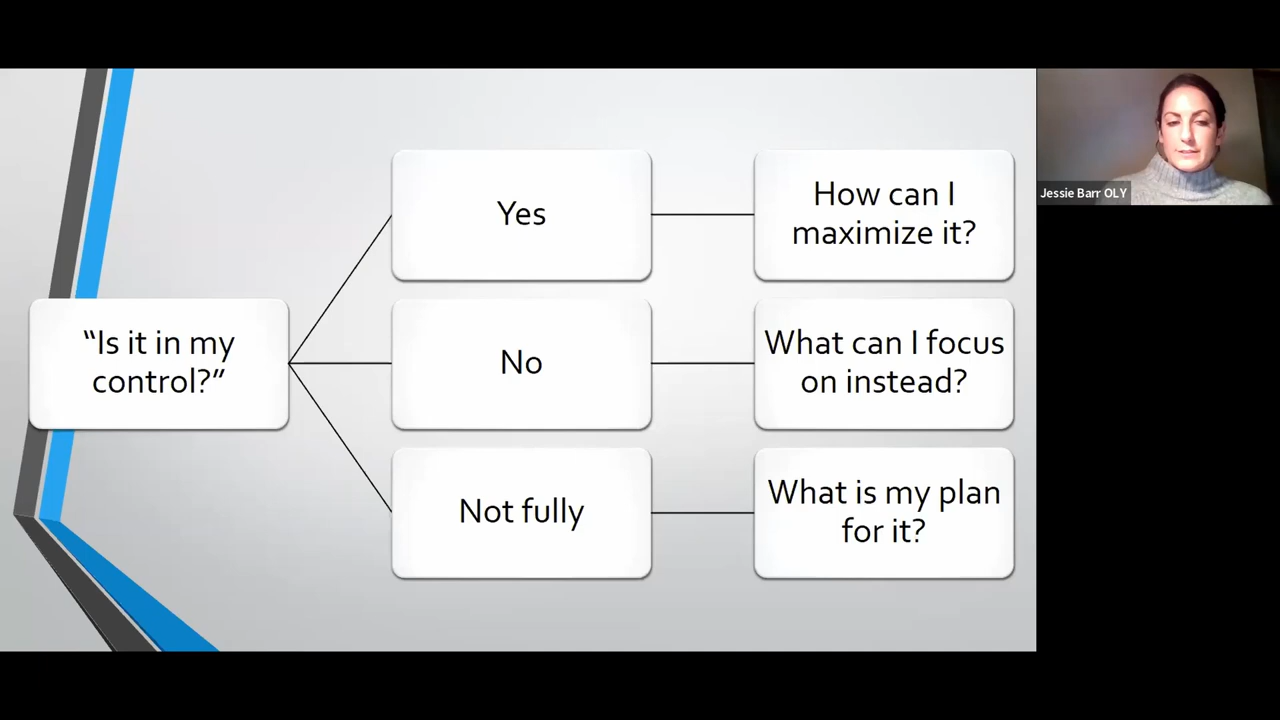 “Is it in my
control?”
Yes
How can I
maximize it?
No
What can I focus
on instead?
Not fully
What is my plan
for it?
Jessie Barr OLY